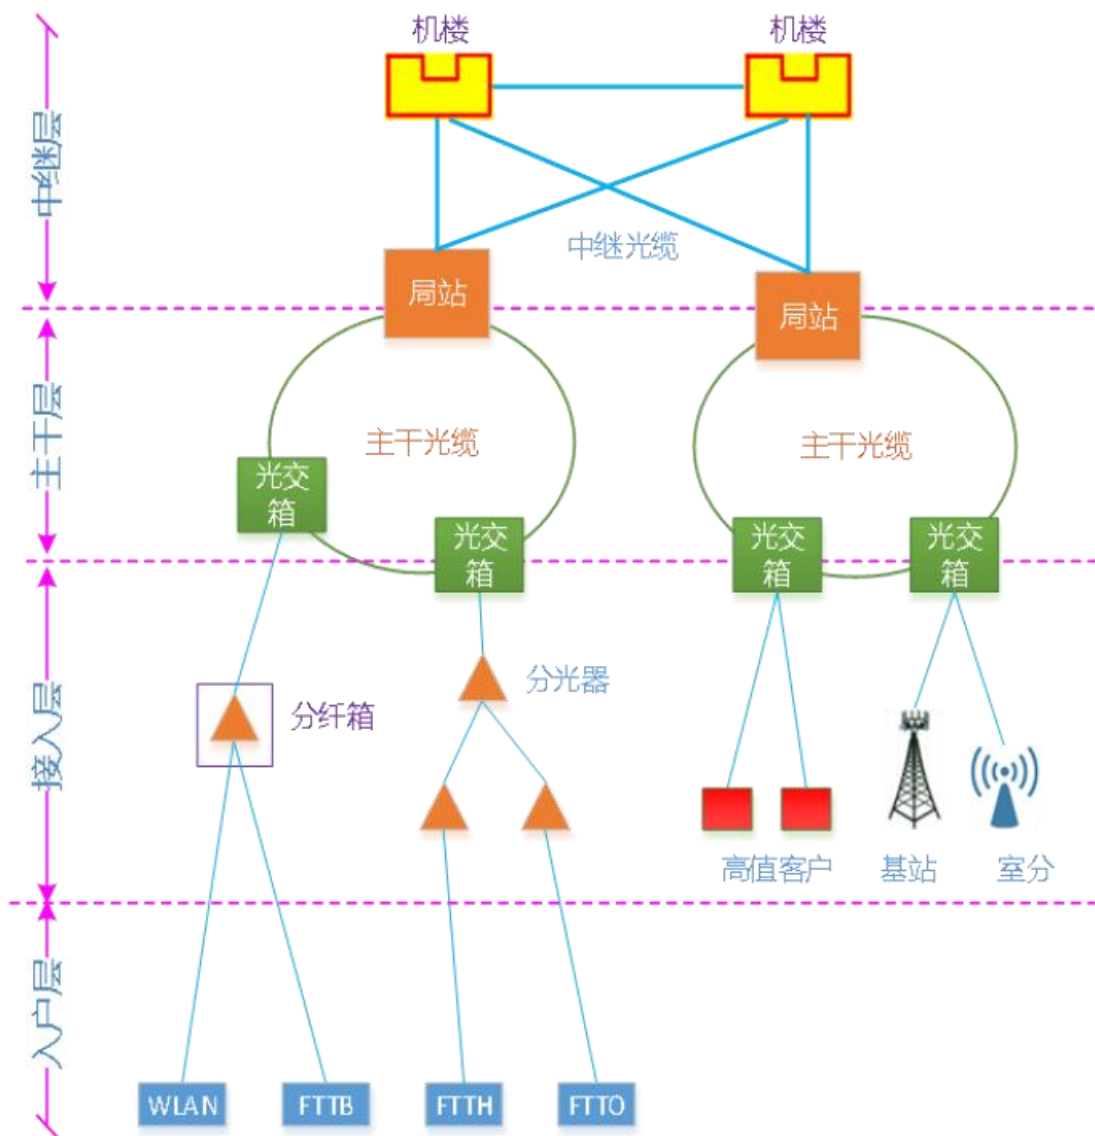 机楼
机楼
中继层
中继光缆
局站
局站
主干层
主干光缆
主干光缆
光交
箱
光交
箱
光交
箱
光交
箱
接入层
分光器
分纤箱
高值客户
基站
室分
入户层
WLAN
FTTB
FTTH
FTTO